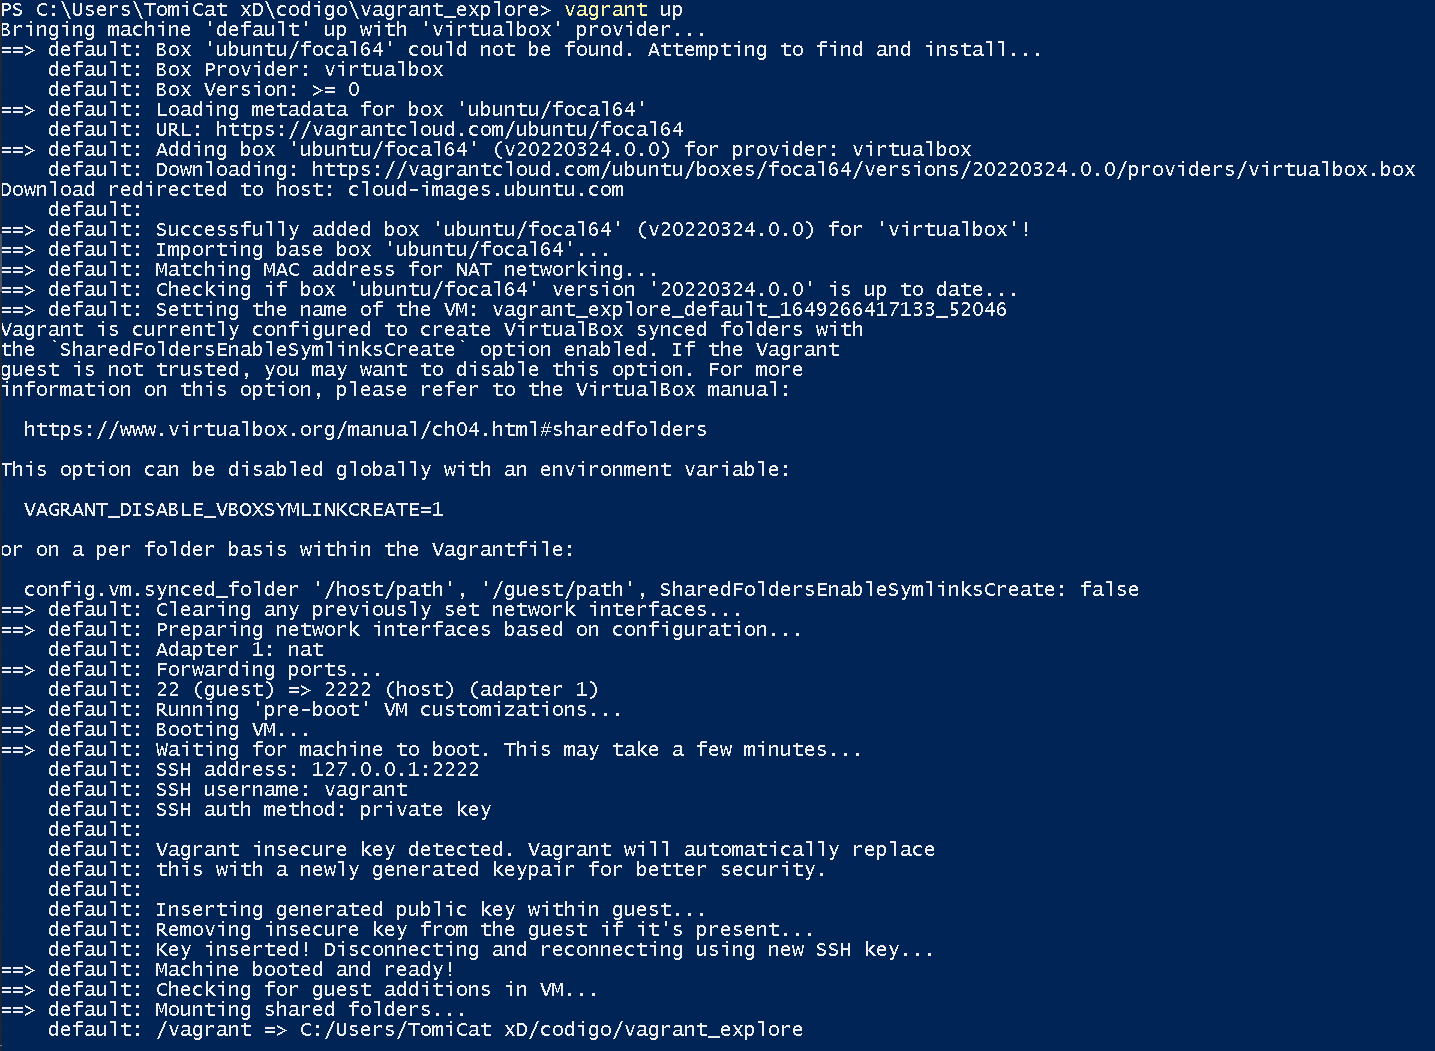 PS C:\Users\TomiCat xD\codigo\vagrant_explore> vagrant up
Bringing machine 'default' up with 'virtualbox' provider...
==> default: Box 'ubuntu/focal64' could not be found. Attempting to find and install...
    default: Box Provider: virtualbox
    default: Box Version: >= 0
==> default: Loading metadata for box 'ubuntu/focal64'
    default: URL: https://vagrantcloud.com/ubuntu/focal64
==> default: Adding box 'ubuntu/focal64' (v20220324.0.0) for provider: virtualbox
    default: Downloading: https://vagrantcloud.com/ubuntu/boxes/focal64/versions/20220324.0.0/providers/virtualbox.box
Download redirected to host: cloud-images.ubuntu.com
    default:
==> default: Successfully added box 'ubuntu/focal64' (v20220324.0.0) for 'virtualbox'!
==> default: Importing base box 'ubuntu/focal64'...
==> default: Matching MAC address for NAT networking...
==> default: Checking if box 'ubuntu/focal64' version '20220324.0.0' is up to date...
==> default: Setting the name of the VM: vagrant_explore_default_1649266417133_52046
Vagrant is currently configured to create VirtualBox synced folders with
the `SharedFoldersEnableSymlinksCreate` option enabled. If the Vagrant
guest is not trusted, you may want to disable this option. For more
information on this option, please refer to the VirtualBox manual:

  https://www.virtualbox.org/manual/ch04.html#sharedfolders

This option can be disabled globally with an environment variable:

  VAGRANT_DISABLE_VBOXSYMLINKCREATE=1

or on a per folder basis within the Vagrantfile:

  config.vm.synced_folder '/host/path', '/guest/path', SharedFoldersEnableSymlinksCreate: false
==> default: Clearing any previously set network interfaces...
==> default: Preparing network interfaces based on configuration...
    default: Adapter 1: nat
==> default: Forwarding ports...
    default: 22 (guest) => 2222 (host) (adapter 1)
==> default: Running 'pre-boot' VM customizations...
==> default: Booting VM...
==> default: Waiting for machine to boot. This may take a few minutes...
    default: SSH address: 127.0.0.1:2222
    default: SSH username: vagrant
    default: SSH auth method: private key
    default:
    default: Vagrant insecure key detected. Vagrant will automatically replace
    default: this with a newly generated keypair for better security.
    default:
    default: Inserting generated public key within guest...
    default: Removing insecure key from the guest if it's present...
    default: Key inserted! Disconnecting and reconnecting using new SSH key...
==> default: Machine booted and ready!
==> default: Checking for guest additions in VM...
==> default: Mounting shared folders...
    default: /vagrant => C:/Users/TomiCat xD/codigo/vagrant_explore